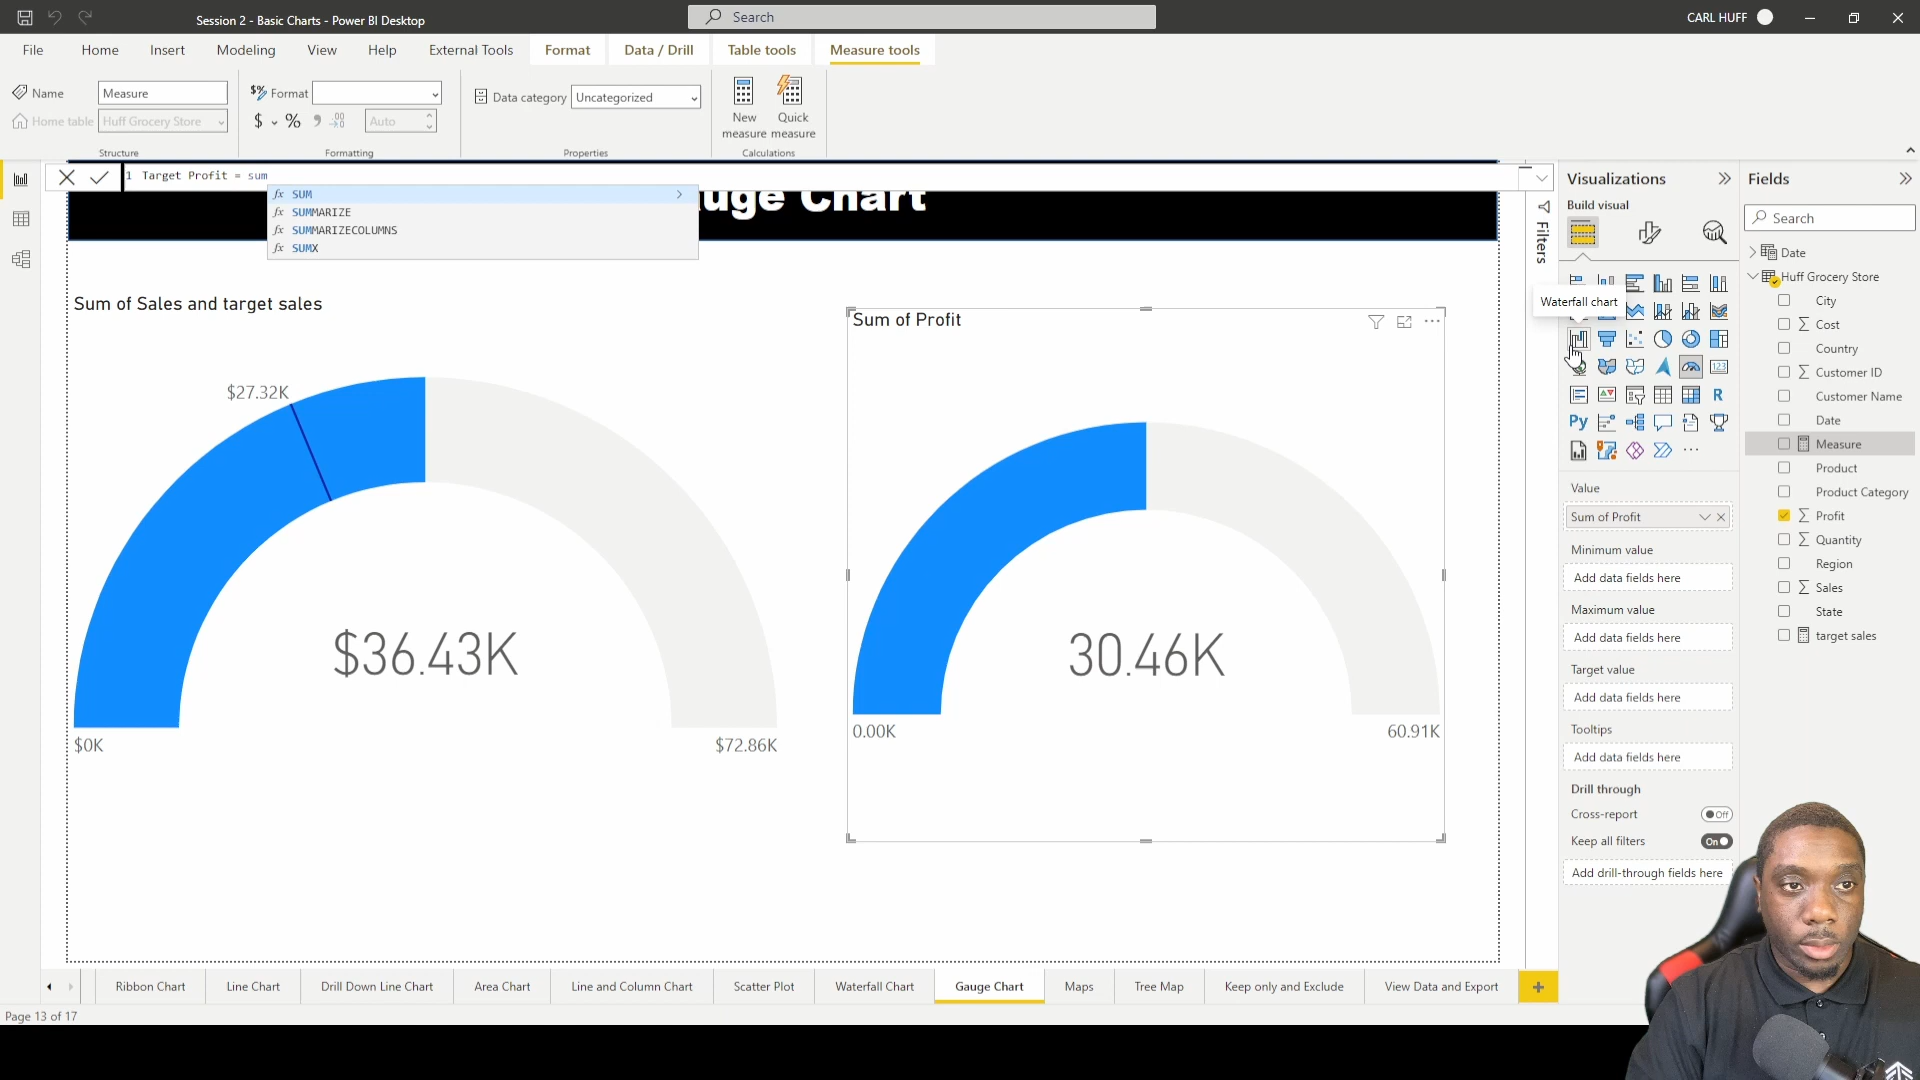 Session 2 - Basic Charts - Power BI Desktop
Search
CARL HUFF
File
Home
Insert
Modeling
View
Help
External Tools
Format
Data / Drill
Table tools
Measure tools
Name
Measure
Home table
Huff Grocery Store
Structure
$% Format
$ % Auto
Formatting
Data category
Uncategorized
Properties
New measure
Quick measure
Calculations
1 Target Profit = sum
fx SUM
fx SUMMARIZE
fx SUMMARIZECOLUMNS
fx SUMX
uge Chart
Sum of Sales and target sales
$27.32K
$36.43K
$0K
$72.86K
Sum of Profit
30.46K
0.00K
60.91K
Filters
Visualizations
Build visual
Waterfall chart
123
R
Py
Value
Sum of Profit
Minimum value
Add data fields here
Maximum value
Add data fields here
Target value
Add data fields here
Tooltips
Add data fields here
Drill through
Cross-report
Off
Keep all filters
On
Add drill-through fields here
Fields
Search
Date
Huff Grocery Store
City
Cost
Country
Customer ID
Customer Name
Date
Measure
Product
Product Category
Profit
Quantity
Region
Sales
State
target sales
Ribbon Chart
Line Chart
Drill Down Line Chart
Area Chart
Line and Column Chart
Scatter Plot
Waterfall Chart
Gauge Chart
Maps
Tree Map
Keep only and Exclude
View Data and Export
Page 13 of 17